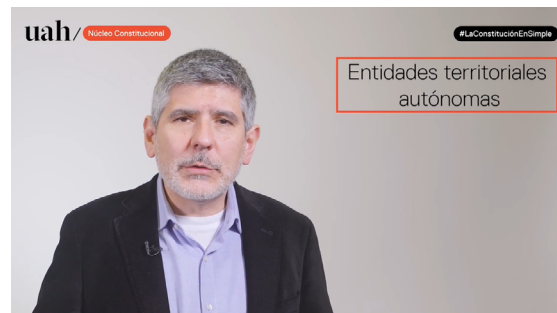 uah/ Núcleo Constitucional
#LaConstituciónEnSimple
Entidades territoriales
autónomas